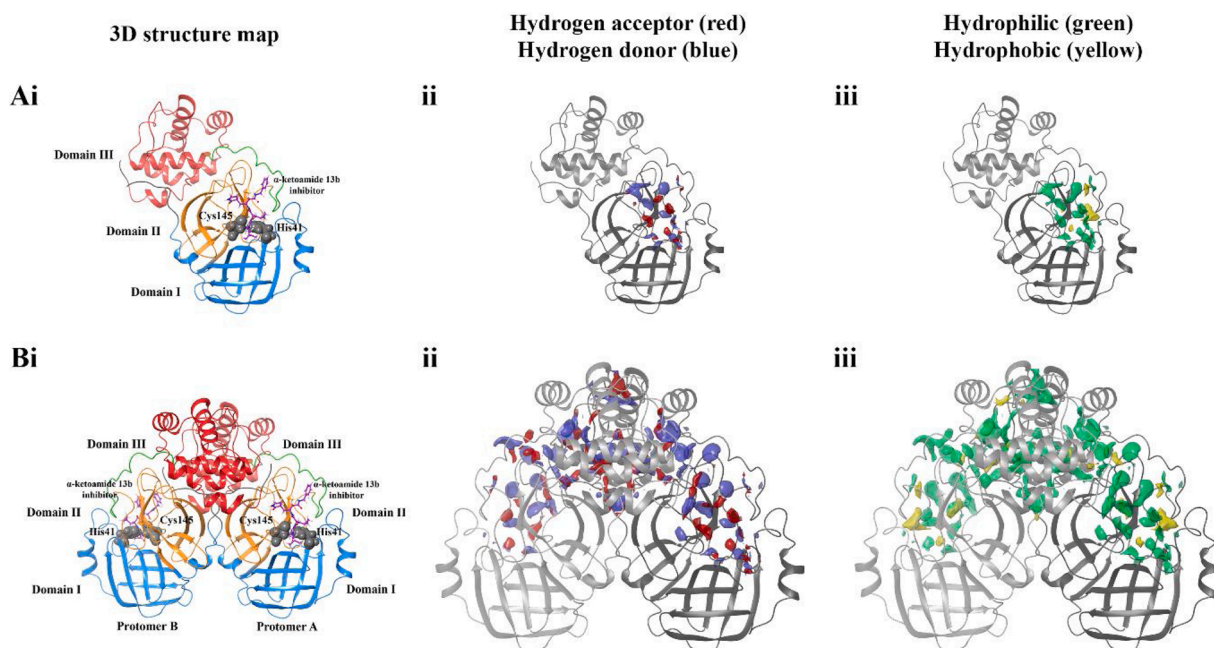 3D structure map
Hydrogen acceptor (red)
Hydrogen donor (blue)
Hydrophilic (green)
Hydrophobic (yellow)
Ai
ii
iii
Domain III
α-ketoamide 13b
inhibitor
Cys145
His41
Domain II
Domain I
Bi
ii
iii
Domain III
Domain III
α-ketoamide 13b
inhibitor
α-ketoamide 13b
inhibitor
Domain II
Domain II
His41
Cys145
Cys145
His41
Domain I
Domain I
Protomer B
Protomer A